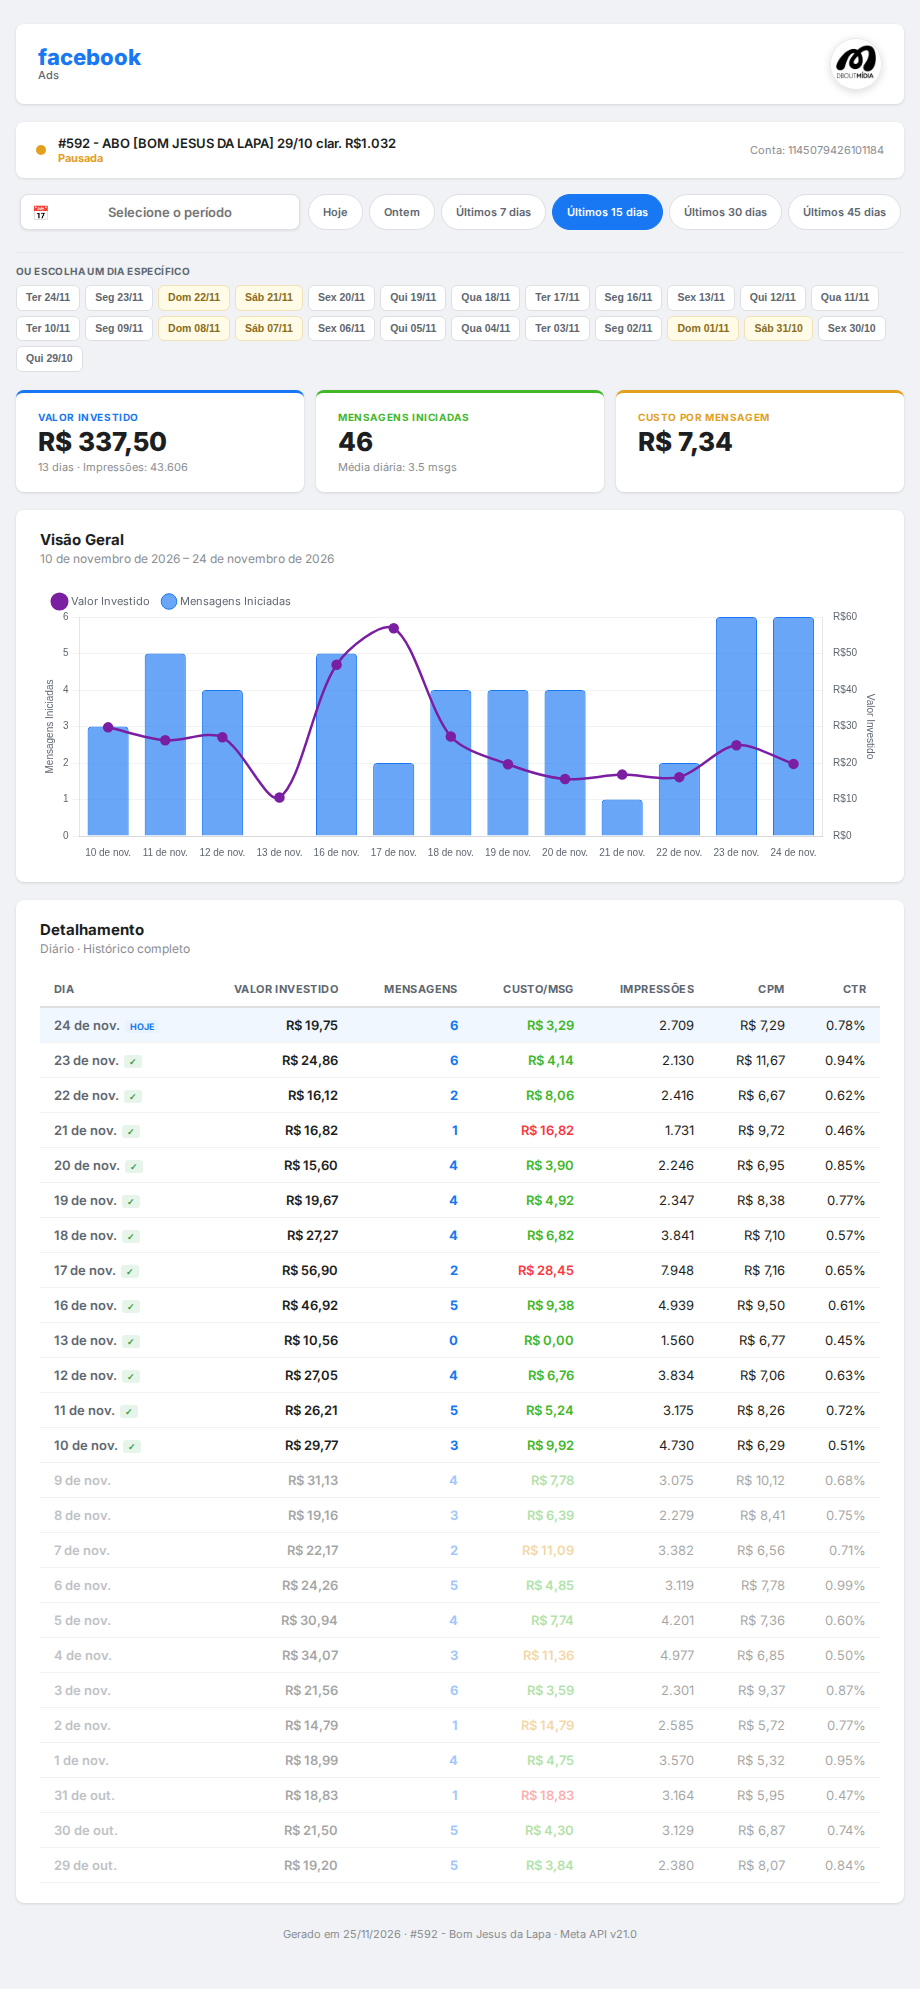 facebook
Ads
DBOUTMÍDIA
#592 - ABO [BOM JESUS DA LAPA] 29/10 clar. R$1.032
Pausada
Conta: 1145079426101184
Selecione o período
Hoje
Ontem
Últimos 7 dias
Últimos 15 dias
Últimos 30 dias
Últimos 45 dias
OU ESCOLHA UM DIA ESPECÍFICO
Ter 24/11 Seg 23/11 Dom 22/11 Sáb 21/11 Sex 20/11 Qui 19/11 Qua 18/11 Ter 17/11 Seg 16/11 Sex 13/11 Qui 12/11 Qua 11/11
Ter 10/11 Seg 09/11 Dom 08/11 Sáb 07/11 Sex 06/11 Qui 05/11 Qua 04/11 Ter 03/11 Seg 02/11 Dom 01/11 Sáb 31/10 Sex 30/10
Qui 29/10
VALOR INVESTIDO
R$ 337,50
13 dias · Impressões: 43.606
MENSAGENS INICIADAS
46
Média diária: 3.5 msgs
CUSTO POR MENSAGEM
R$ 7,34
Visão Geral
10 de novembro de 2026 – 24 de novembro de 2026
Valor Investido Mensagens Iniciadas
6 R$60
5 R$50
4 R$40
3 R$30
2 R$20
1 R$10
0 R$0
Mensagens Iniciadas
Valor Investido
10 de nov. 11 de nov. 12 de nov. 13 de nov. 16 de nov. 17 de nov. 18 de nov. 19 de nov. 20 de nov. 21 de nov. 22 de nov. 23 de nov. 24 de nov.
Detalhamento
Diário · Histórico completo
DIA VALOR INVESTIDO MENSAGENS CUSTO/MSG IMPRESSÕES CPM CTR
24 de nov. HOJE R$ 19,75 6 R$ 3,29 2.709 R$ 7,29 0.78%
23 de nov. ✓ R$ 24,86 6 R$ 4,14 2.130 R$ 11,67 0.94%
22 de nov. ✓ R$ 16,12 2 R$ 8,06 2.416 R$ 6,67 0.62%
21 de nov. ✓ R$ 16,82 1 R$ 16,82 1.731 R$ 9,72 0.46%
20 de nov. ✓ R$ 15,60 4 R$ 3,90 2.246 R$ 6,95 0.85%
19 de nov. ✓ R$ 19,67 4 R$ 4,92 2.347 R$ 8,38 0.77%
18 de nov. ✓ R$ 27,27 4 R$ 6,82 3.841 R$ 7,10 0.57%
17 de nov. ✓ R$ 56,90 2 R$ 28,45 7.948 R$ 7,16 0.65%
16 de nov. ✓ R$ 46,92 5 R$ 9,38 4.939 R$ 9,50 0.61%
13 de nov. ✓ R$ 10,56 0 R$ 0,00 1.560 R$ 6,77 0.45%
12 de nov. ✓ R$ 27,05 4 R$ 6,76 3.834 R$ 7,06 0.63%
11 de nov. ✓ R$ 26,21 5 R$ 5,24 3.175 R$ 8,26 0.72%
10 de nov. ✓ R$ 29,77 3 R$ 9,92 4.730 R$ 6,29 0.51%
9 de nov. R$ 31,13 4 R$ 7,78 3.075 R$ 10,12 0.68%
8 de nov. R$ 19,16 3 R$ 6,39 2.279 R$ 8,41 0.75%
7 de nov. R$ 22,17 2 R$ 11,09 3.382 R$ 6,56 0.71%
6 de nov. R$ 24,26 5 R$ 4,85 3.119 R$ 7,78 0.99%
5 de nov. R$ 30,94 4 R$ 7,74 4.201 R$ 7,36 0.60%
4 de nov. R$ 34,07 3 R$ 11,36 4.977 R$ 6,85 0.50%
3 de nov. R$ 21,56 6 R$ 3,59 2.301 R$ 9,37 0.87%
2 de nov. R$ 14,79 1 R$ 14,79 2.585 R$ 5,72 0.77%
1 de nov. R$ 18,99 4 R$ 4,75 3.570 R$ 5,32 0.95%
31 de out. R$ 18,83 1 R$ 18,83 3.164 R$ 5,95 0.47%
30 de out. R$ 21,50 5 R$ 4,30 3.129 R$ 6,87 0.74%
29 de out. R$ 19,20 5 R$ 3,84 2.380 R$ 8,07 0.84%
Gerado em 25/11/2026 · #592 - Bom Jesus da Lapa · Meta API v21.0